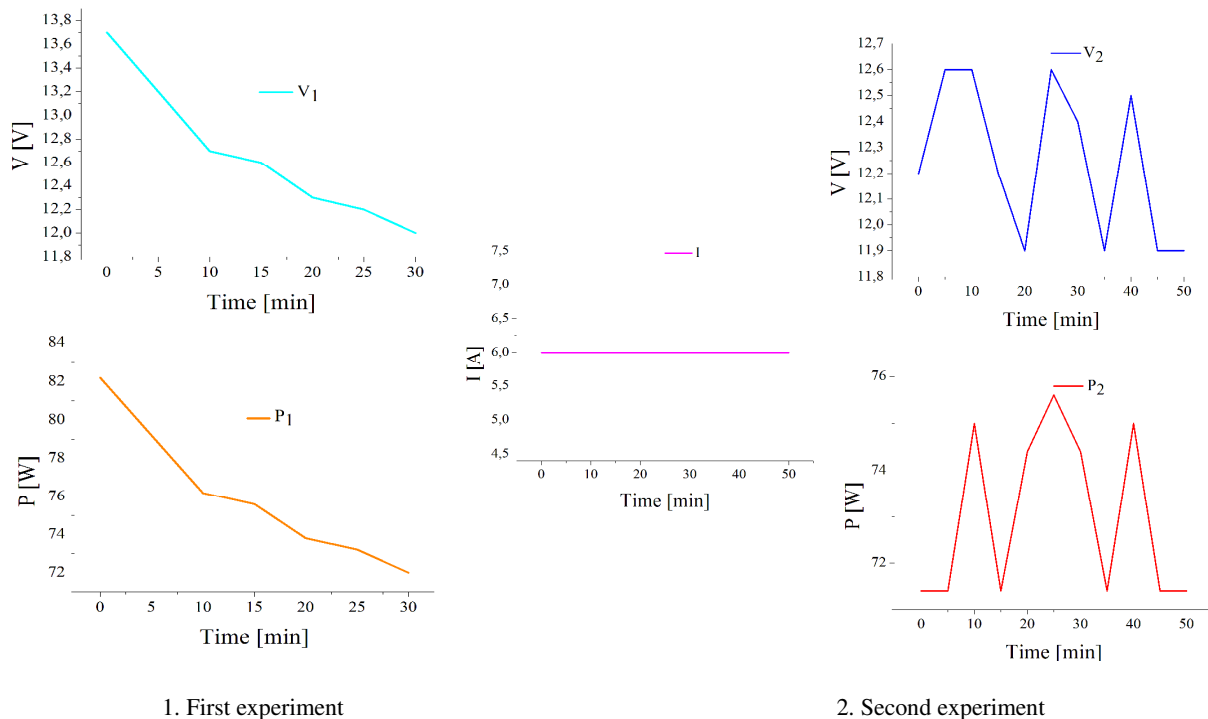 13,8
13,6
13,4
13,2
13,0
12,8
12,6
12,4
12,2
12,0
11,8
V [V]
V1
0 5 10 15 20 25 30
Time [min]
84
82
80
78
76
74
72
P [W]
P1
0 5 10 15 20 25 30
Time [min]
7,5
7,0
6,5
6,0
5,5
5,0
4,5
I [A]
I
0 10 20 30 40 50
Time [min]
12,7
12,6
12,5
12,4
12,3
12,2
12,1
12,0
11,9
11,8
V [V]
V2
0 10 20 30 40 50
Time [min]
76
74
72
P [W]
P2
0 10 20 30 40 50
Time [min]
1. First experiment
2. Second experiment